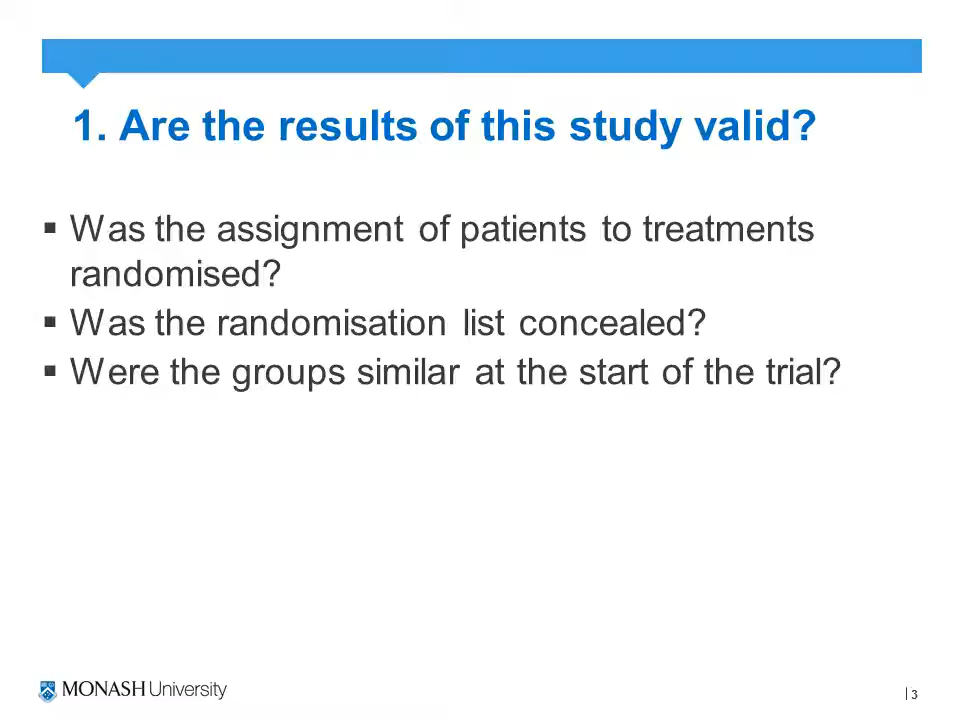 1. Are the results of this study valid?
▪ Was the assignment of patients to treatments
randomised?
▪ Was the randomisation list concealed?
▪ Were the groups similar at the start of the trial?
MONASH University
| 3